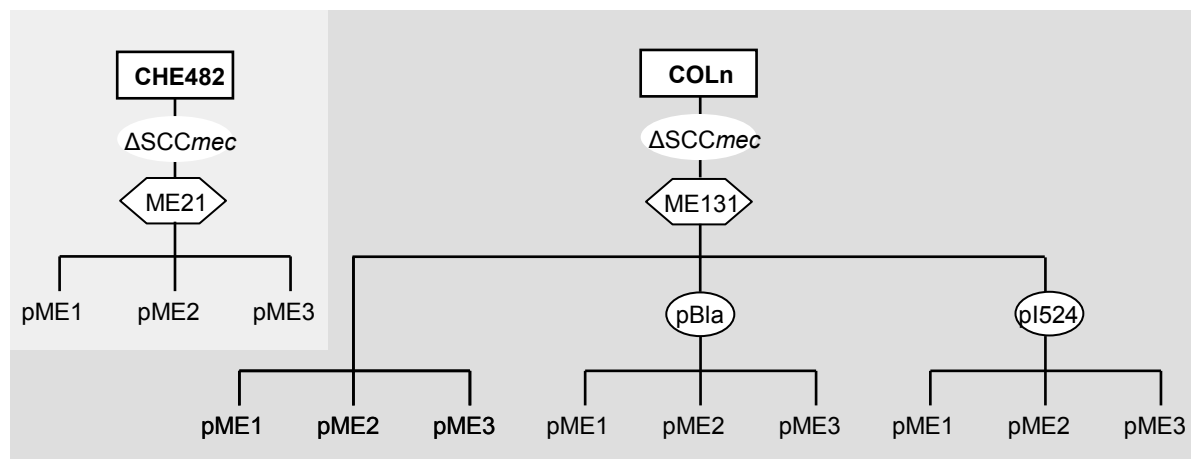 CHE482
COLn
ΔSCCmec
ΔSCCmec
ME21
ME131
pME1 pME2 pME3
pBla
pI524
pME1 pME2 pME3 pME1 pME2 pME3 pME1 pME2 pME3